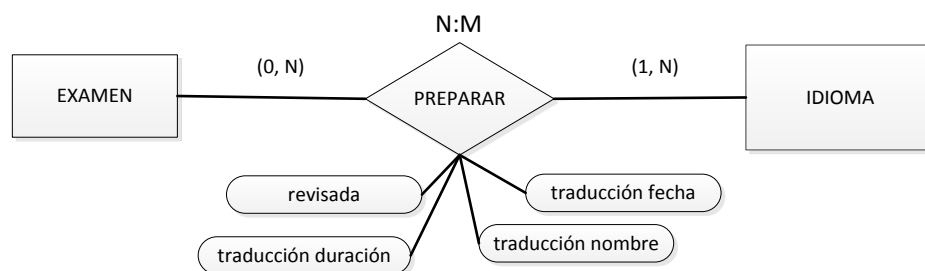 N:M
(0, N)
(1, N)
EXAMEN
PREPARAR
IDIOMA
revisada
traducción fecha
traducción duración
traducción nombre